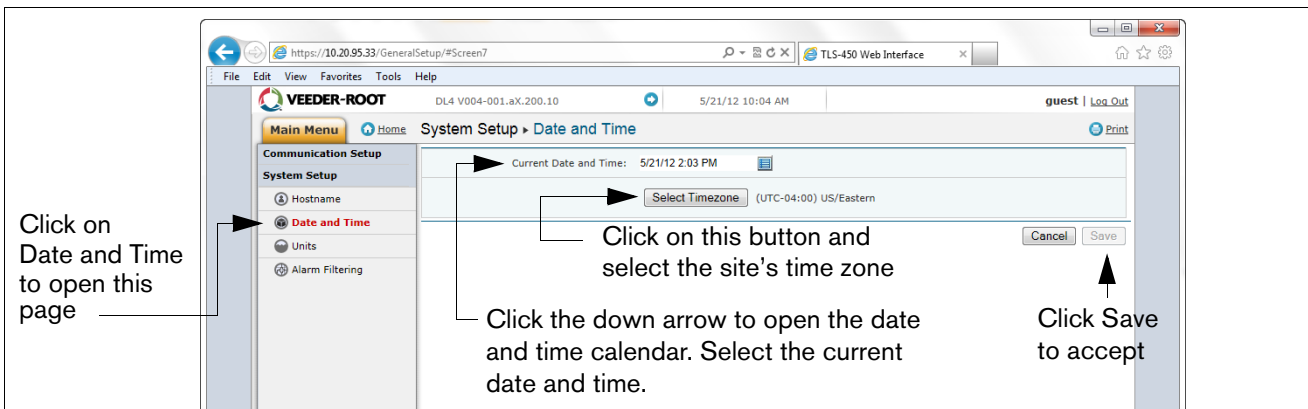 https://10.20.95.33/GeneralSetup/#Screen7
TLS-450 Web Interface
File Edit View Favorites Tools Help
VEEDER-ROOT
DL4 V004-001.aX.200.10
5/21/12 10:04 AM
guest | Log Out
Main Menu
Home
System Setup ▸ Date and Time
Print
Communication Setup
System Setup
Hostname
Date and Time
Units
Alarm Filtering
Current Date and Time: 5/21/12 2:03 PM
Select Timezone (UTC-04:00) US/Eastern
Cancel Save
Click on
Date and Time
to open this
page
Click on this button and
select the site's time zone
Click the down arrow to open the date
and time calendar. Select the current
date and time.
Click Save
to accept